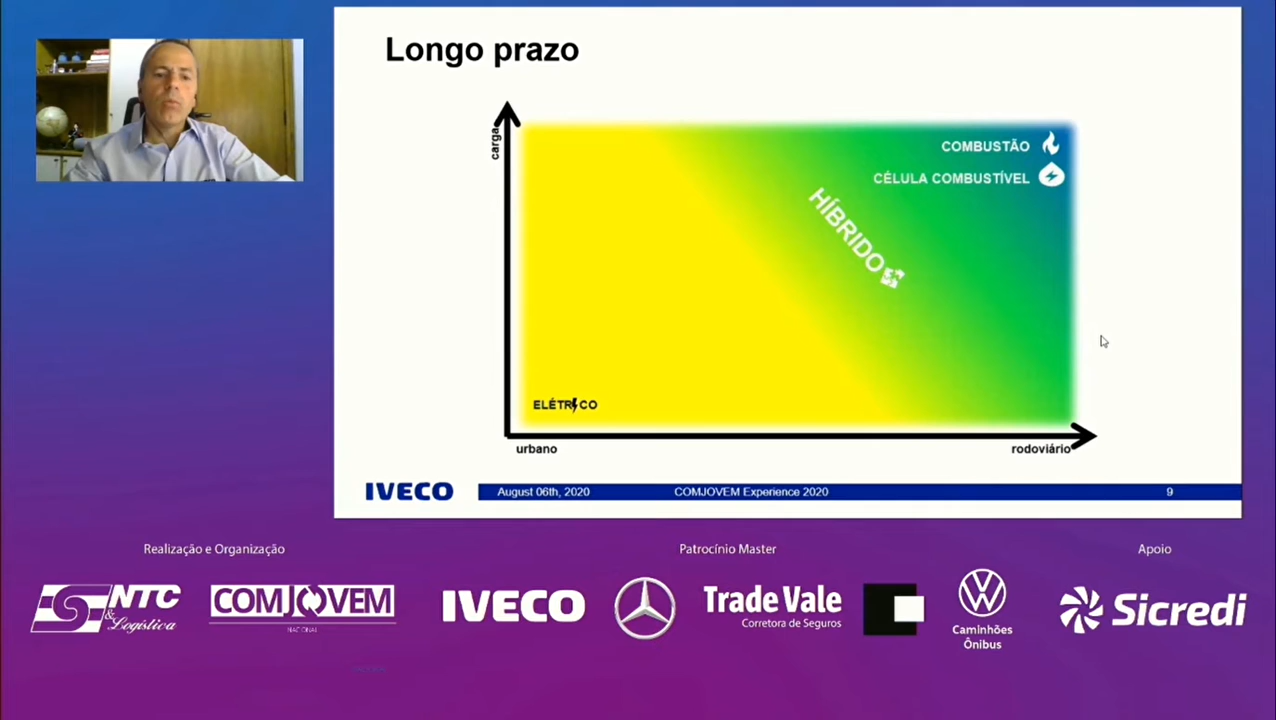 Longo prazo
carga
COMBUSTÃO
CÉLULA COMBUSTÍVEL
HÍBRIDO
ELÉTRICO
urbano
rodoviário
IVECO
August 06th, 2020
COMJOVEM Experience 2020
9
Realização e Organização
Patrocínio Master
Apoio
NTC
& Logística
COMJOVEM
NACIONAL
IVECO
Trade Vale
Corretora de Seguros
Caminhões
Ônibus
Sicredi